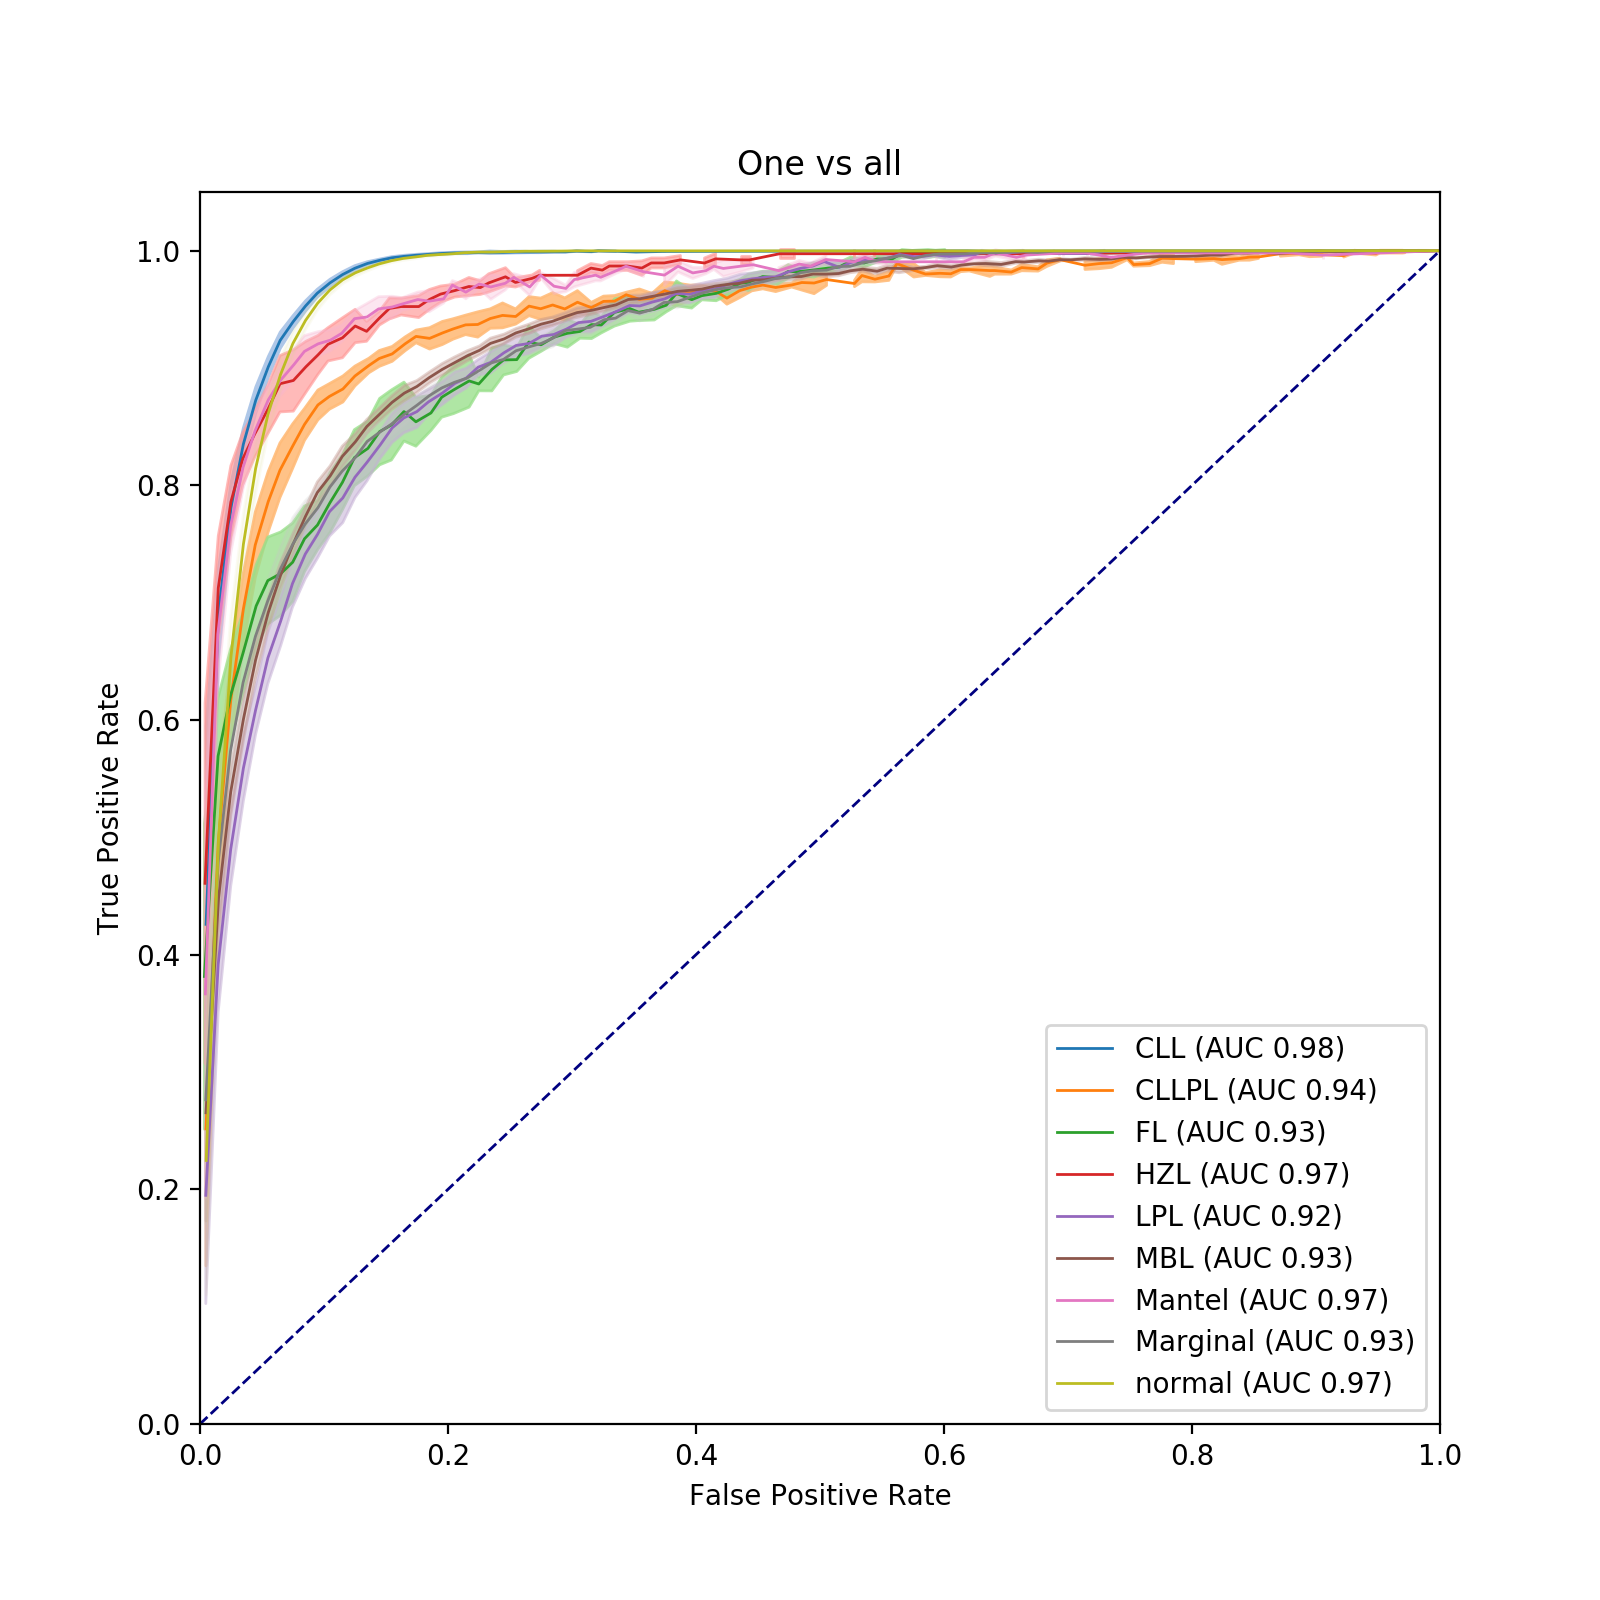 One vs all
1.0
0.8
0.6
0.4
0.2
0.0
True Positive Rate
CLL (AUC 0.98)
CLLPL (AUC 0.94)
FL (AUC 0.93)
HZL (AUC 0.97)
LPL (AUC 0.92)
MBL (AUC 0.93)
Mantel (AUC 0.97)
Marginal (AUC 0.93)
normal (AUC 0.97)
0.0 0.2 0.4 0.6 0.8 1.0
False Positive Rate